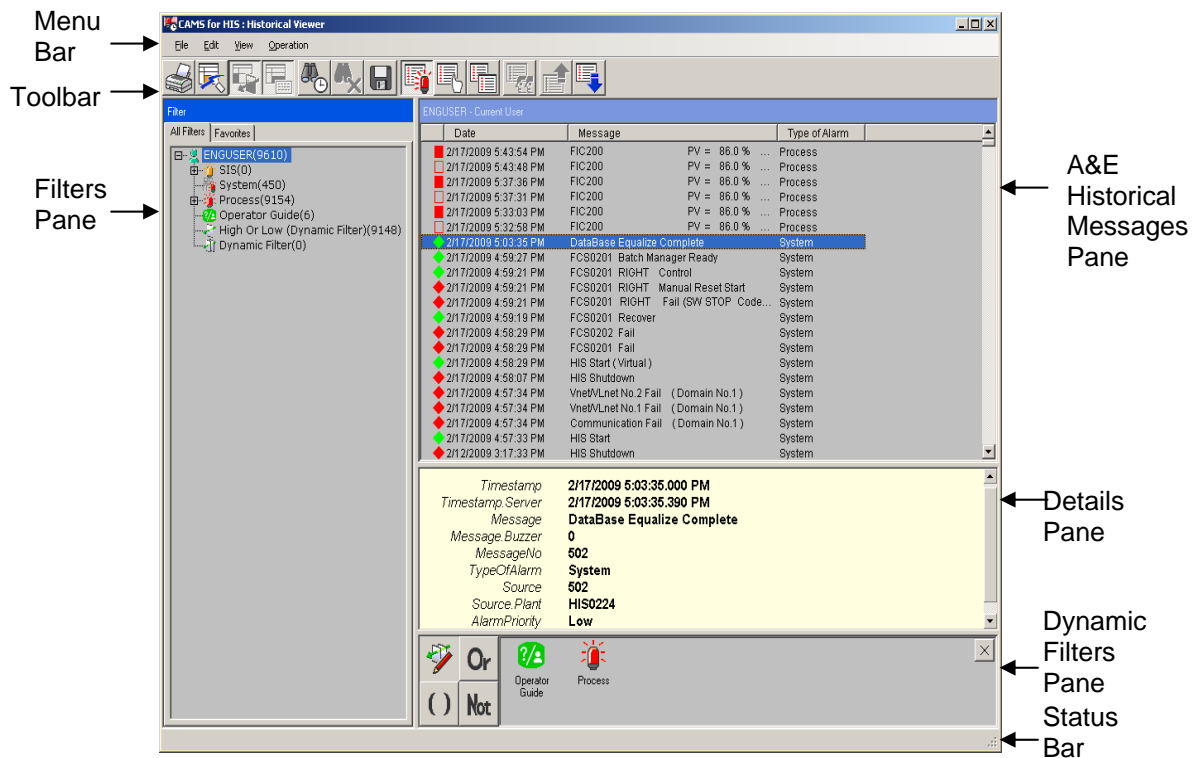 CAMS for HIS : Historical Viewer
Menu
Bar
File Edit View Operation
Toolbar
Filter
ENGUSER - Current User
All Filters Favorites
Date Message Type of Alarm
ENGUSER(9610)
SIS(0)
System(450)
Process(9154)
Operator Guide(6)
High Or Low (Dynamic Filter)(9148)
Dynamic Filter(0)
Filters
Pane
2/17/2009 5:43:54 PM FIC200 PV = 86.0 % ... Process
2/17/2009 5:43:48 PM FIC200 PV = 86.0 % ... Process
2/17/2009 5:37:36 PM FIC200 PV = 86.0 % ... Process
2/17/2009 5:37:31 PM FIC200 PV = 86.0 % ... Process
2/17/2009 5:33:03 PM FIC200 PV = 86.0 % ... Process
2/17/2009 5:32:58 PM FIC200 PV = 86.0 % ... Process
2/17/2009 5:03:35 PM DataBase Equalize Complete System
2/17/2009 4:59:27 PM FCS0201 Batch Manager Ready System
2/17/2009 4:59:21 PM FCS0201 RIGHT Control System
2/17/2009 4:59:21 PM FCS0201 RIGHT Manual Reset Start System
2/17/2009 4:59:21 PM FCS0201 RIGHT Fail (SW STOP Code... System
2/17/2009 4:59:19 PM FCS0201 Recover System
2/17/2009 4:58:29 PM FCS0202 Fail System
2/17/2009 4:58:29 PM FCS0201 Fail System
2/17/2009 4:58:29 PM HIS Start ( Virtual ) System
2/17/2009 4:58:07 PM HIS Shutdown System
2/17/2009 4:57:34 PM Vnet/VLnet No.2 Fail ( Domain No.1 ) System
2/17/2009 4:57:34 PM Vnet/VLnet No.1 Fail ( Domain No.1 ) System
2/17/2009 4:57:34 PM Communication Fail ( Domain No.1 ) System
2/17/2009 4:57:33 PM HIS Start System
2/12/2009 3:17:33 PM HIS Shutdown System
A&E
Historical
Messages
Pane
Timestamp 2/17/2009 5:03:35.000 PM
Timestamp.Server 2/17/2009 5:03:35.390 PM
Message DataBase Equalize Complete
Message.Buzzer 0
MessageNo 502
TypeOfAlarm System
Source 502
Source.Plant HIS0224
AlarmPriority Low
Details
Pane
Or
( ) Not
Operator
Guide
Process
Dynamic
Filters
Pane
Status
Bar